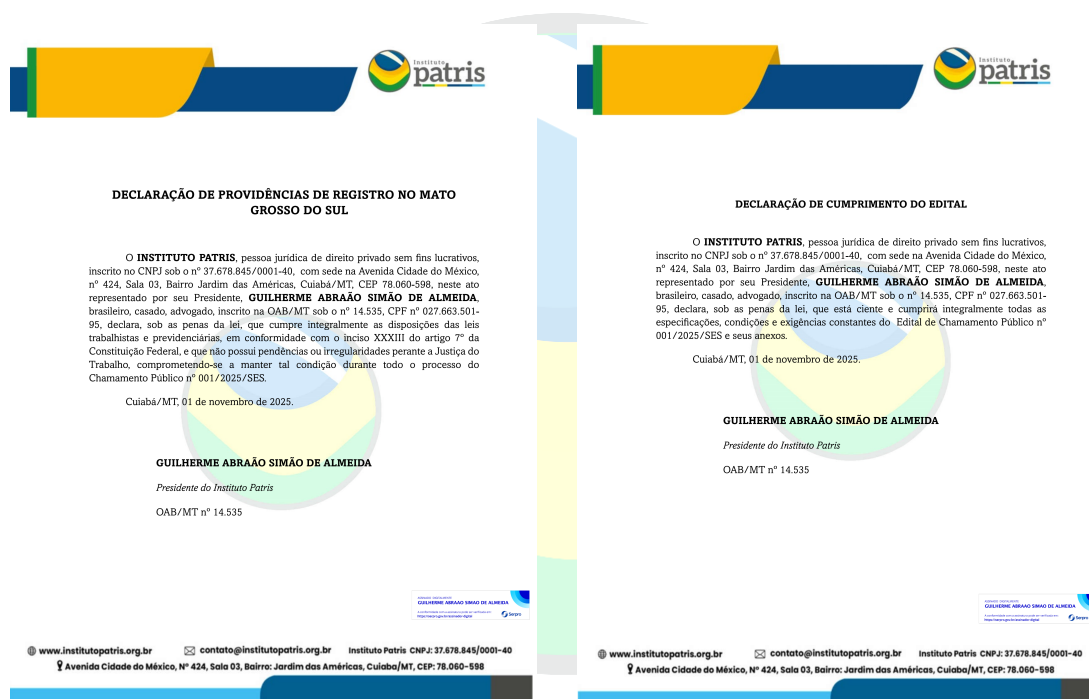 Instituto
patris
DECLARAÇÃO DE PROVIDÊNCIAS DE REGISTRO NO MATO
GROSSO DO SUL
O INSTITUTO PATRIS, pessoa jurídica de direito privado sem fins lucrativos,
inscrito no CNPJ sob o nº 37.678.845/0001-40, com sede na Avenida Cidade do México,
nº 424, Sala 03, Bairro Jardim das Américas, Cuiabá/MT, CEP 78.060-598, neste ato
representado por seu Presidente, GUILHERME ABRAÃO SIMÃO DE ALMEIDA,
brasileiro, casado, advogado, inscrito na OAB/MT sob o nº 14.535, CPF nº 027.663.501-
95, declara, sob as penas da lei, que cumpre integralmente as disposições das leis
trabalhistas e previdenciárias, em conformidade com o inciso XXXIII do artigo 7º da
Constituição Federal, e que não possui pendências ou irregularidades perante a Justiça do
Trabalho, comprometendo-se a manter tal condição durante todo o processo do
Chamamento Público nº 001/2025/SES.
Cuiabá/MT, 01 de novembro de 2025.
GUILHERME ABRAÃO SIMÃO DE ALMEIDA
Presidente do Instituto Patris
OAB/MT nº 14.535
GUILHERME ABRAAO SIMAO DE ALMEIDA
Serpro
www.institutopatris.org.br contato@institutopatris.org.br Instituto Patris CNPJ: 37.678.845/0001-40
Avenida Cidade do México, Nº 424, Sala 03, Bairro: Jardim das Américas, Cuiaba/MT, CEP: 78.060-598
Instituto
patris
DECLARAÇÃO DE CUMPRIMENTO DO EDITAL
O INSTITUTO PATRIS, pessoa jurídica de direito privado sem fins lucrativos,
inscrito no CNPJ sob o nº 37.678.845/0001-40, com sede na Avenida Cidade do México,
nº 424, Sala 03, Bairro Jardim das Américas, Cuiabá/MT, CEP 78.060-598, neste ato
representado por seu Presidente, GUILHERME ABRAÃO SIMÃO DE ALMEIDA,
brasileiro, casado, advogado, inscrito na OAB/MT sob o nº 14.535, CPF nº 027.663.501-
95, declara, sob as penas da lei, que está ciente e cumprirá integralmente todas as
especificações, condições e exigências constantes do Edital de Chamamento Público nº
001/2025/SES e seus anexos.
Cuiabá/MT, 01 de novembro de 2025.
GUILHERME ABRAÃO SIMÃO DE ALMEIDA
Presidente do Instituto Patris
OAB/MT nº 14.535
GUILHERME ABRAAO SIMAO DE ALMEIDA
Serpro
www.institutopatris.org.br contato@institutopatris.org.br Instituto Patris CNPJ: 37.678.845/0001-40
Avenida Cidade do México, Nº 424, Sala 03, Bairro: Jardim das Américas, Cuiaba/MT, CEP: 78.060-598